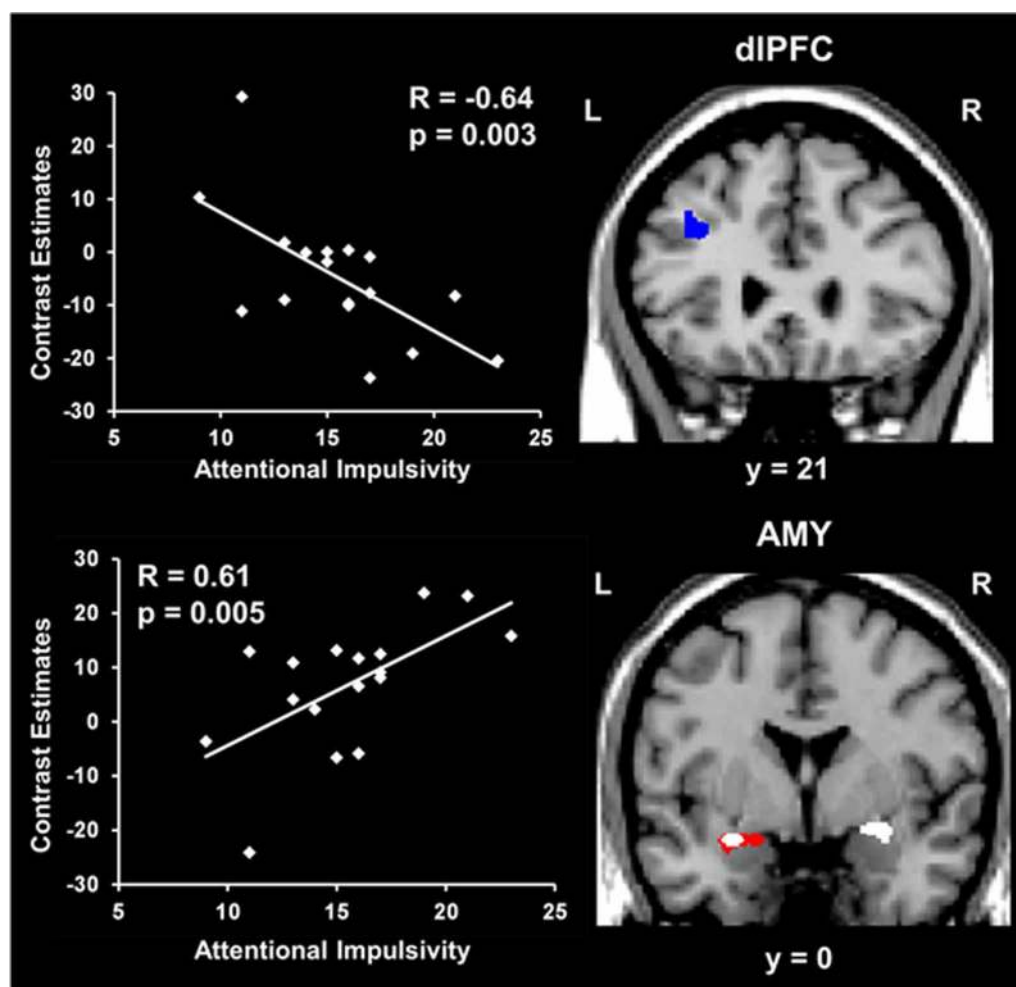 dlPFC
R = -0.64
p = 0.003
L
R
30
20
10
0
-10
-20
-30
Contrast Estimates
5
10
15
20
25
Attentional Impulsivity
y = 21
AMY
R = 0.61
p = 0.005
L
R
30
20
10
0
-10
-20
-30
Contrast Estimates
5
10
15
20
25
Attentional Impulsivity
y = 0